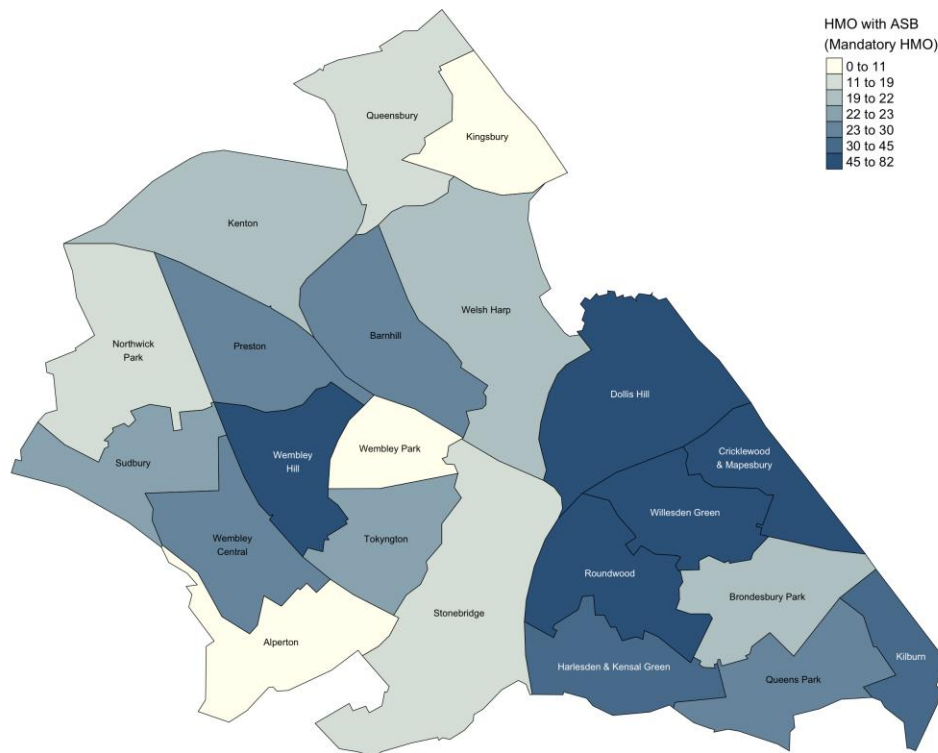 HMO with ASB
(Mandatory HMO)
0 to 11
11 to 19
19 to 22
22 to 23
23 to 30
30 to 45
45 to 82
Queensbury
Kingsbury
Kenton
Welsh Harp
Barnhill
Northwick
Park
Preston
Dollis Hill
Wembley Park
Cricklewood
& Mapesbury
Wembley
Hill
Sudbury
Willesden Green
Wembley
Central
Tokyngton
Roundwood
Brondesbury Park
Stonebridge
Alperton
Kilburn
Harlesden & Kensal Green
Queens Park